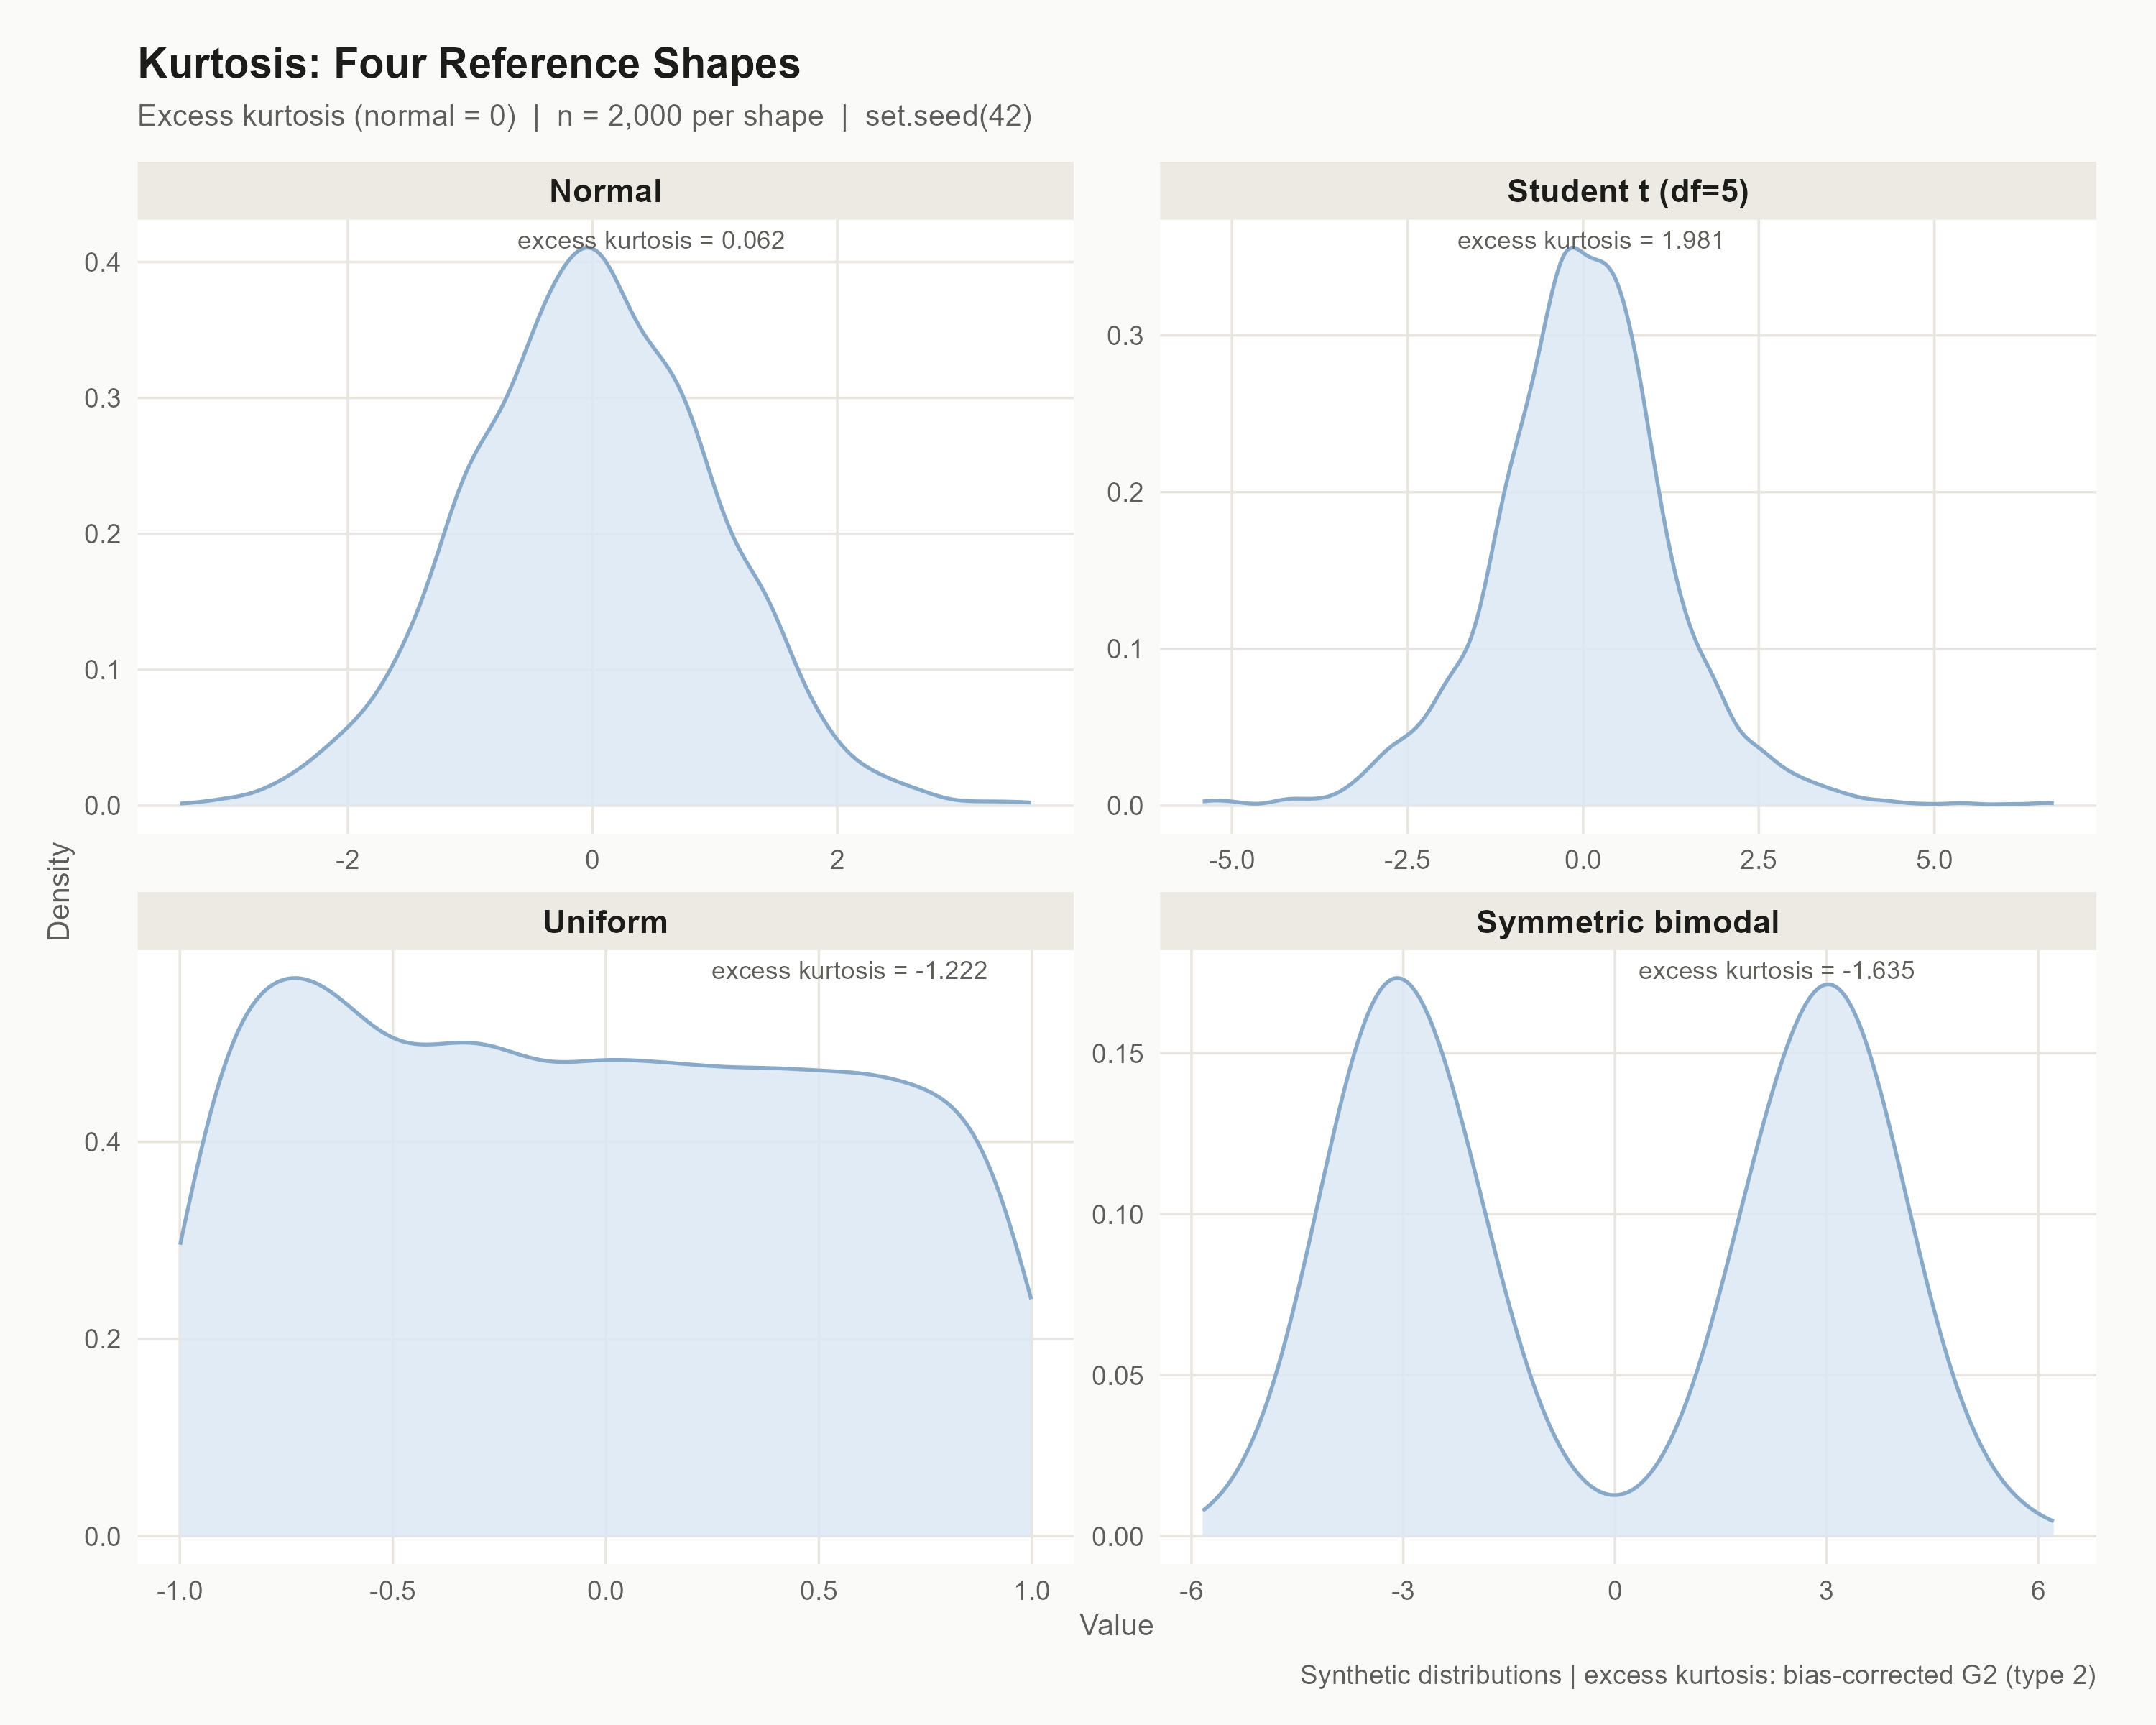 Kurtosis: Four Reference Shapes
Excess kurtosis (normal = 0) | n = 2,000 per shape | set.seed(42)
Normal
excess kurtosis = 0.062
0.4
0.3
0.2
0.1
0.0
-2 0 2
Student t (df=5)
excess kurtosis = 1.981
0.3
0.2
0.1
0.0
-5.0 -2.5 0.0 2.5 5.0
Density
Uniform
excess kurtosis = -1.222
0.4
0.2
0.0
-1.0 -0.5 0.0 0.5 1.0
Symmetric bimodal
excess kurtosis = -1.635
0.15
0.10
0.05
0.00
-6 -3 0 3 6
Value
Synthetic distributions | excess kurtosis: bias-corrected G2 (type 2)